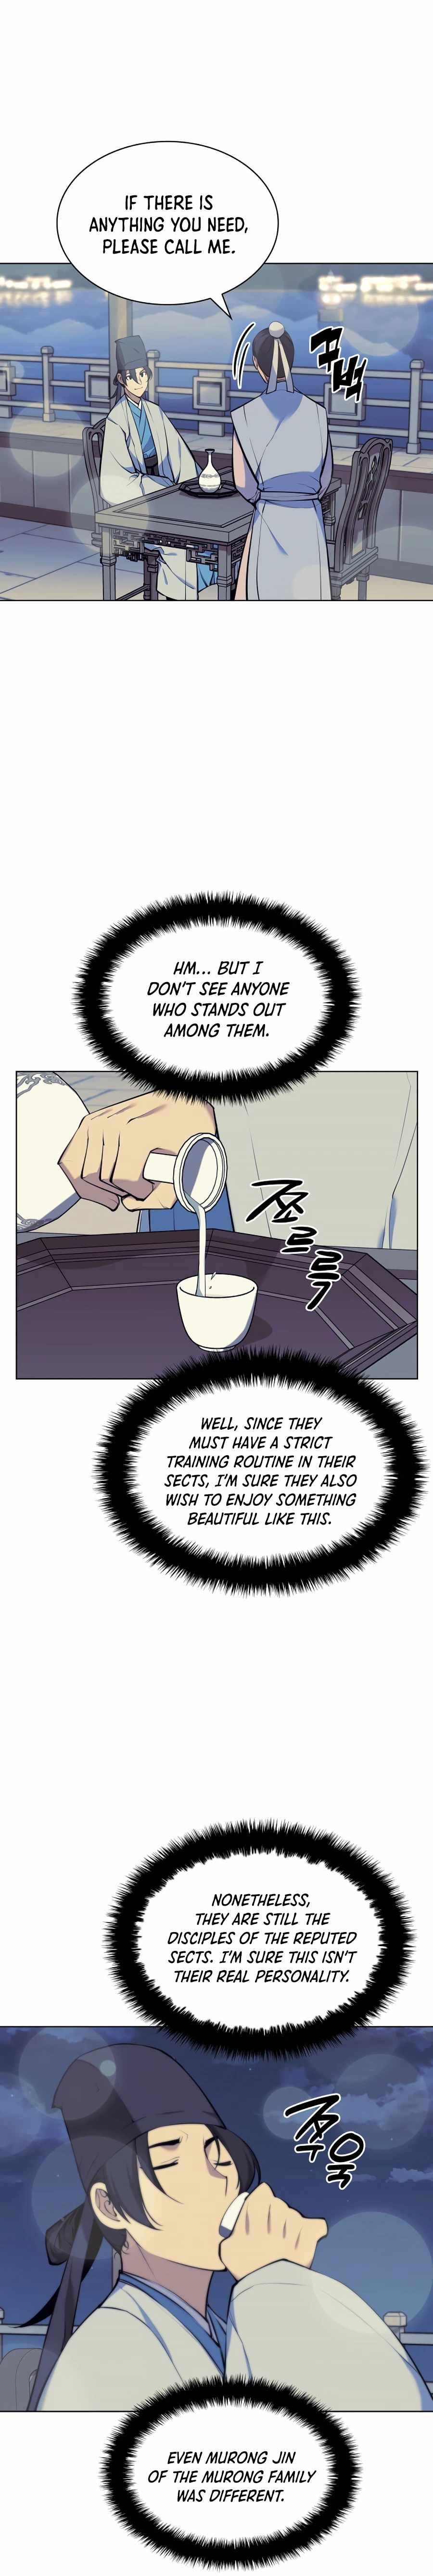 IF THERE IS
ANYTHING YOU NEED,
PLEASE CALL ME.
꾸벅
HM... BUT I
DON'T SEE ANYONE
WHO STANDS OUT
AMONG THEM.
쪼르륵
WELL, SINCE THEY
MUST HAVE A STRICT
TRAINING ROUTINE IN THEIR
SECTS, I'M SURE THEY ALSO
WISH TO ENJOY SOMETHING
BEAUTIFUL LIKE THIS.
NONETHELESS,
THEY ARE STILL THE
DISCIPLES OF THE REPUTED
SECTS. I'M SURE THIS ISN'T
THEIR REAL PERSONALITY.
주욱
EVEN MURONG JIN
OF THE MURONG FAMILY
WAS DIFFERENT.